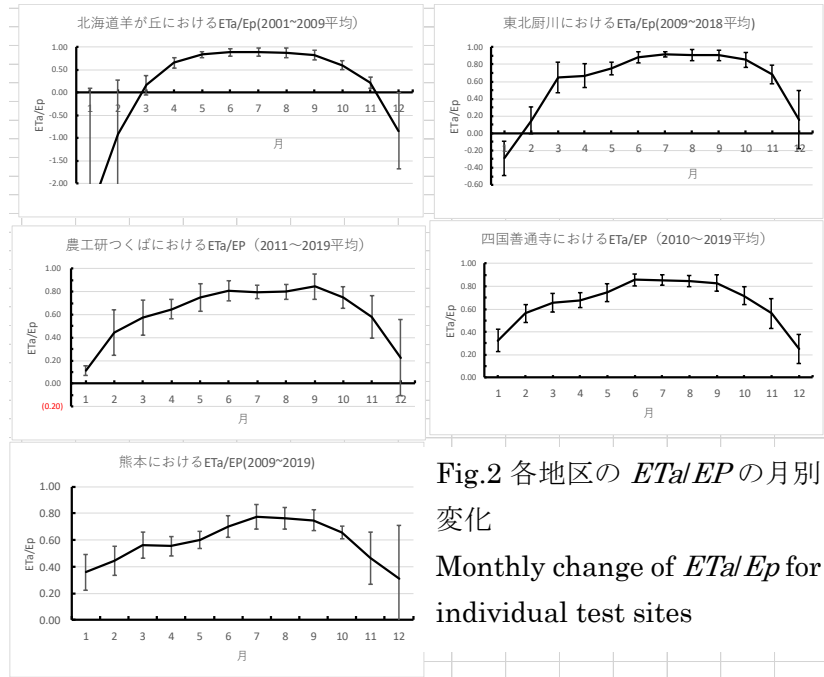 北海道羊が丘におけるETa/Ep(2001~2009平均)
1.00
0.50
0.00
-0.50
-1.00
-1.50
-2.00
ETa/Ep
1 2 3 4 5 6 7 8 9 10 11 12
月
東北厨川におけるETa/Ep(2009~2018平均)
1.00
0.80
0.60
0.40
0.20
0.00
-0.20
-0.40
-0.60
ETa/Ep
1 2 3 4 5 6 7 8 9 10 11 12
月
農工研つくばにおけるETa/EP（2011～2019平均）
1.00
0.80
0.60
0.40
0.20
0.00
(0.20)
ETa/Ep
1 2 3 4 5 6 7 8 9 10 11 12
月
四国善通寺におけるETa/EP（2010～2019平均）
1.00
0.80
0.60
0.40
0.20
0.00
ETa/Ep
1 2 3 4 5 6 7 8 9 10 11 12
月
熊本におけるETa/EP(2009~2019)
1.00
0.80
0.60
0.40
0.20
0.00
ETa/Ep
1 2 3 4 5 6 7 8 9 10 11 12
月
Fig.2 各地区の ETa/EP の月別
変化
Monthly change of ETa/Ep for
individual test sites